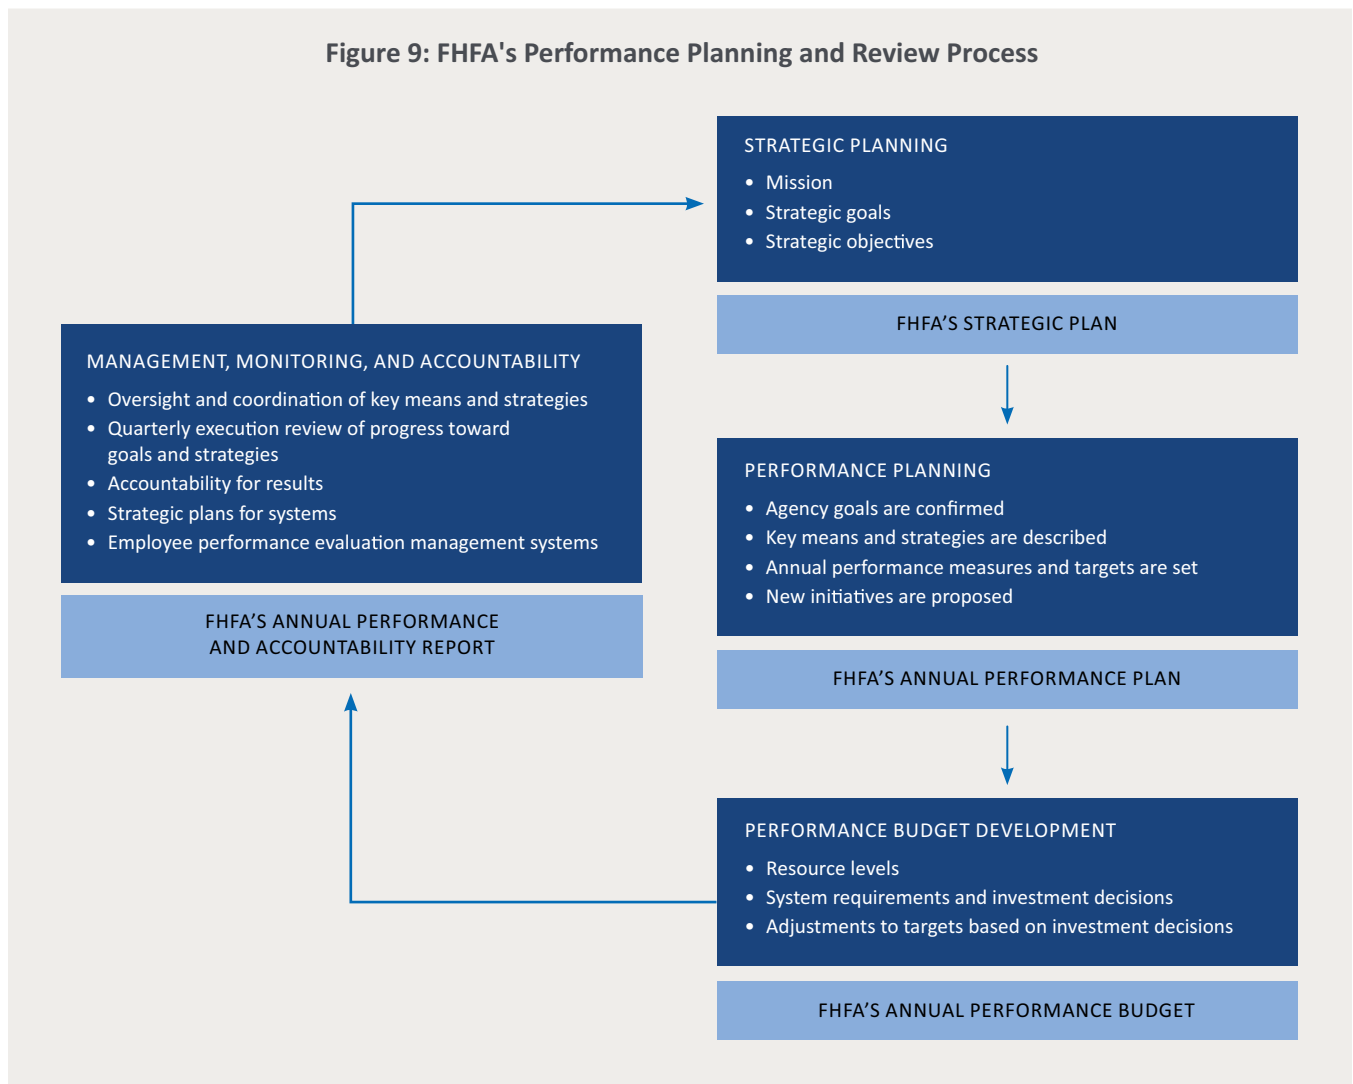 Figure 9: FHFA's Performance Planning and Review Process
STRATEGIC PLANNING
• Mission
• Strategic goals
• Strategic objectives
FHFA’S STRATEGIC PLAN
PERFORMANCE PLANNING
• Agency goals are confirmed
• Key means and strategies are described
• Annual performance measures and targets are set
• New initiatives are proposed
FHFA’S ANNUAL PERFORMANCE PLAN
PERFORMANCE BUDGET DEVELOPMENT
• Resource levels
• System requirements and investment decisions
• Adjustments to targets based on investment decisions
FHFA’S ANNUAL PERFORMANCE BUDGET
MANAGEMENT, MONITORING, AND ACCOUNTABILITY
• Oversight and coordination of key means and strategies
• Quarterly execution review of progress toward
goals and strategies
• Accountability for results
• Strategic plans for systems
• Employee performance evaluation management systems
FHFA’S ANNUAL PERFORMANCE
AND ACCOUNTABILITY REPORT